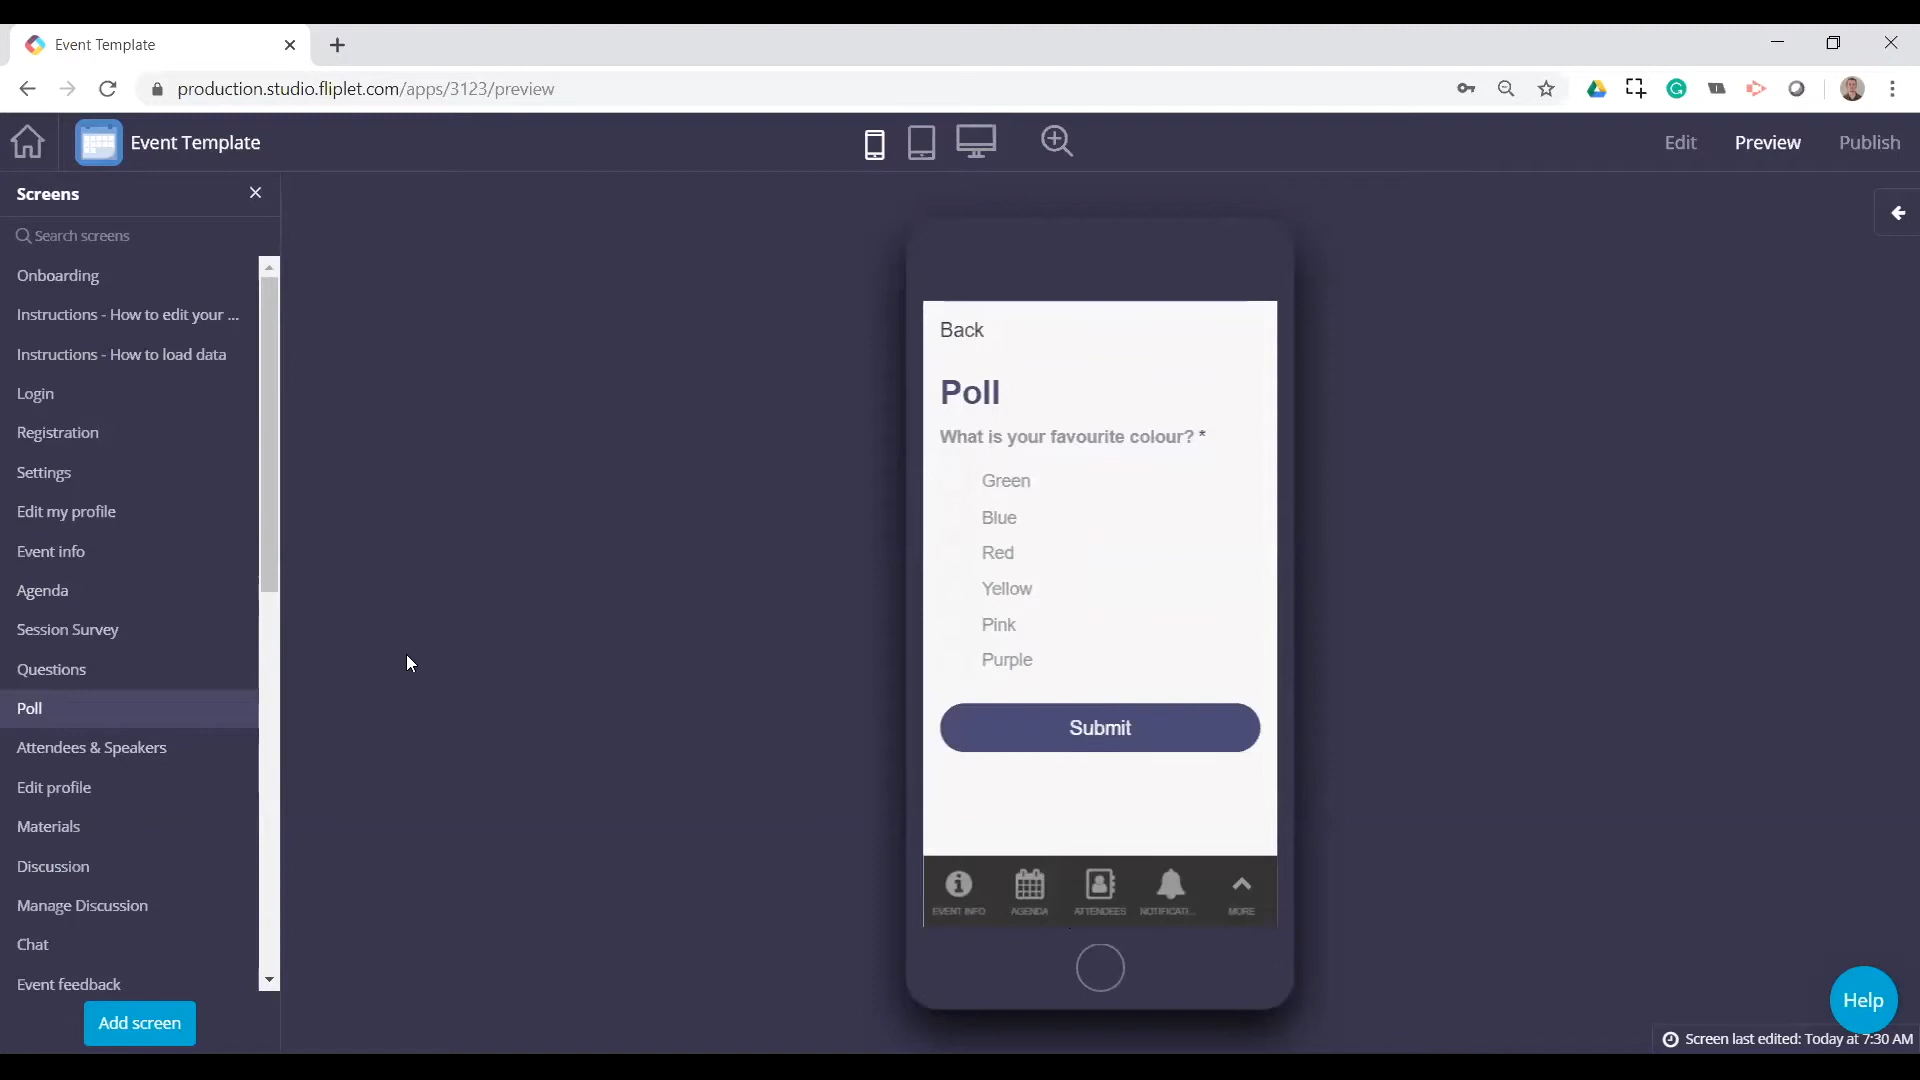 Event Template
production.studio.fliplet.com/apps/3123/preview
Event Template
Edit
Preview
Publish
Screens
Search screens
Onboarding
Instructions - How to edit your ...
Instructions - How to load data
Login
Registration
Settings
Edit my profile
Event info
Agenda
Session Survey
Questions
Poll
Attendees & Speakers
Edit profile
Materials
Discussion
Manage Discussion
Chat
Event feedback
Add screen
Back
Poll
What is your favourite colour? *
Green
Blue
Red
Yellow
Pink
Purple
Submit
EVENT INFO
AGENDA
ATTENDEES
NOTIFICATI...
MORE
Help
Screen last edited: Today at 7:30 AM